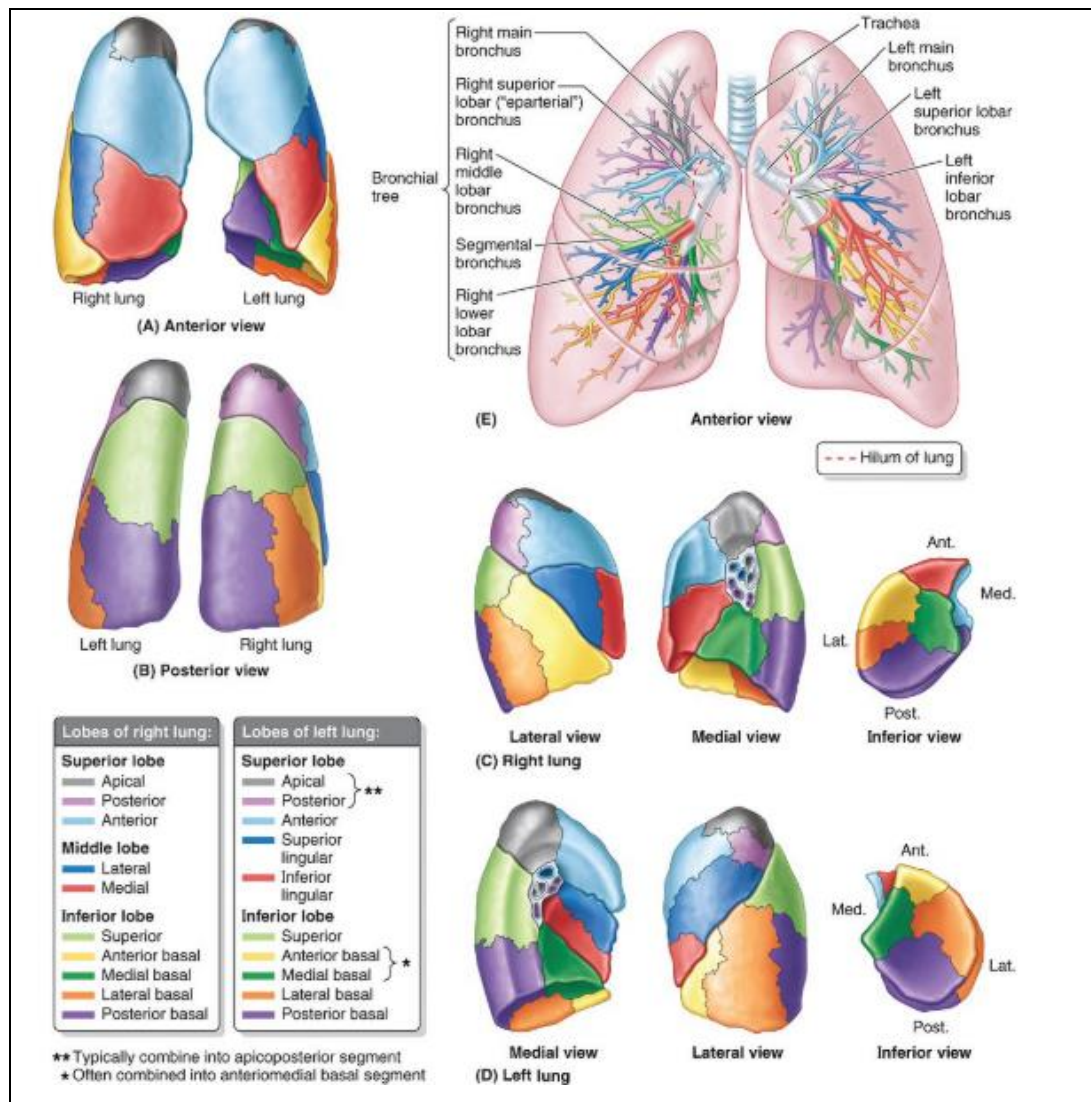 Right lung
Left lung
(A) Anterior view
Left lung
Right lung
(B) Posterior view
Bronchial
tree
Right main
bronchus
Right superior
lobar ("eparterial")
bronchus
Right
middle
lobar
bronchus
Segmental
bronchus
Right
lower
lobar
bronchus
Trachea
Left main
bronchus
Left
superior lobar
bronchus
Left
inferior
lobar
bronchus
(E)
Anterior view
Hilum of lung
Ant.
Med.
Lat.
Post.
Lateral view
Medial view
Inferior view
(C) Right lung
Lobes of right lung:
Superior lobe
Apical
Posterior
Anterior
Middle lobe
Lateral
Medial
Inferior lobe
Superior
Anterior basal
Medial basal
Lateral basal
Posterior basal
Lobes of left lung:
Superior lobe
Apical
Posterior
**
Anterior
Superior
lingular
Inferior
lingular
Inferior lobe
Superior
Anterior basal
Medial basal
*
Lateral basal
Posterior basal
** Typically combine into apicoposterior segment
* Often combined into anteriomedial basal segment
Ant.
Med.
Lat.
Post.
Medial view
Lateral view
Inferior view
(D) Left lung